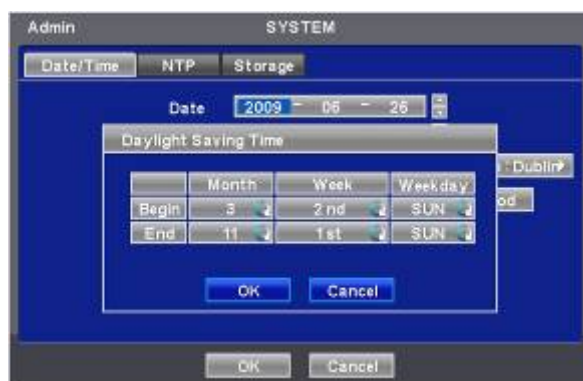 Admin SYSTEM
Date/Time NTP Storage
Date 2009 - 06 - 26
Daylight Saving Time
Dublin
Month Week Weekday
od
Begin 3 2nd SUN
End 11 1st SUN
OK Cancel
OK Cancel